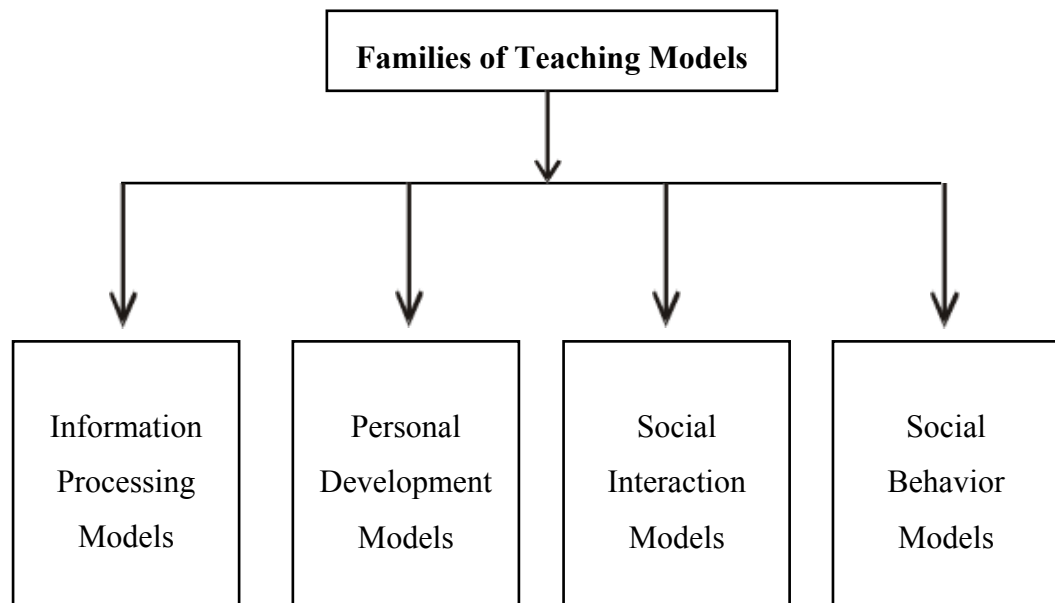 Families of Teaching Models
Information
Processing
Models
Personal
Development
Models
Social
Interaction
Models
Social
Behavior
Models